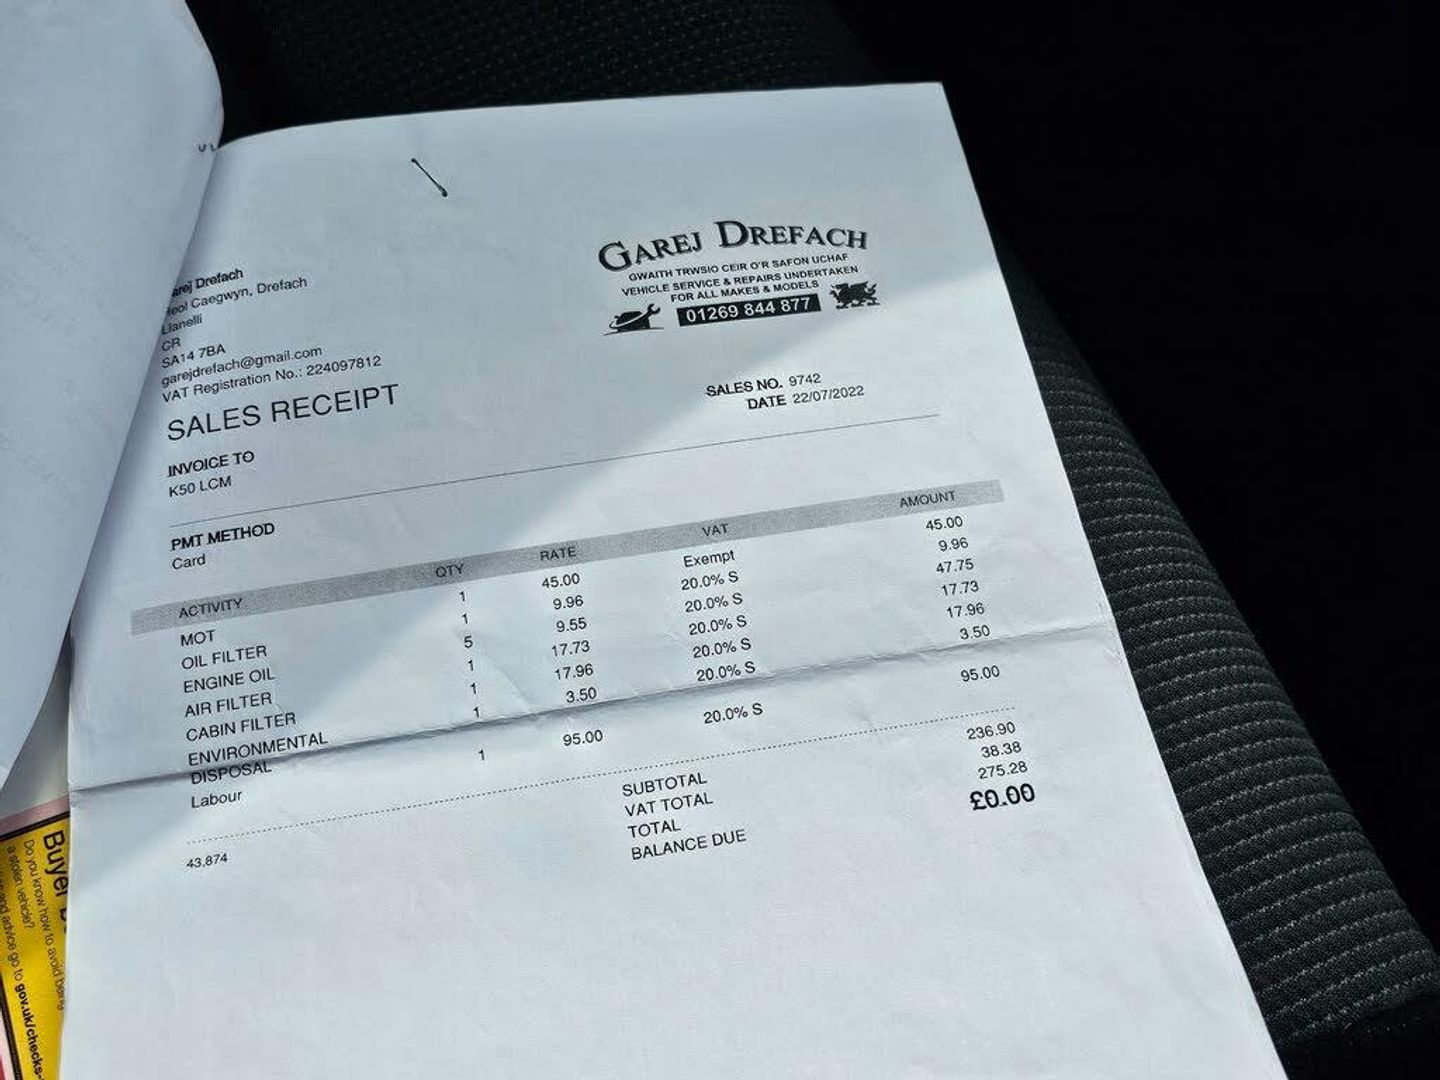 Garej Drefach
Heol Caegwyn, Drefach
Llanelli
CR
SA14 7BA
garejdrefach@gmail.com
VAT Registration No.: 224097812
GAREJ DREFACH
GWAITH TRWSIO CEIR O'R SAFON UCHAF
VEHICLE SERVICE & REPAIRS UNDERTAKEN
FOR ALL MAKES & MODELS
01269 844 877
SALES RECEIPT
SALES NO. 9742
DATE 22/07/2022
INVOICE TO
K50 LCM
PMT METHOD
Card
ACTIVITY QTY RATE VAT AMOUNT
MOT 1 45.00 Exempt 45.00
OIL FILTER 1 9.96 20.0% S 9.96
ENGINE OIL 5 9.55 20.0% S 47.75
AIR FILTER 1 17.73 20.0% S 17.73
CABIN FILTER 1 17.96 20.0% S 17.96
ENVIRONMENTAL 1 3.50 20.0% S 3.50
DISPOSAL
Labour 1 95.00 20.0% S 95.00
SUBTOTAL 236.90
VAT TOTAL 38.38
TOTAL 275.28
BALANCE DUE £0.00
43,874
Buyer
Do you know how to avoid being
a stolen vehicle?
and advice go to gov.uk/checks-